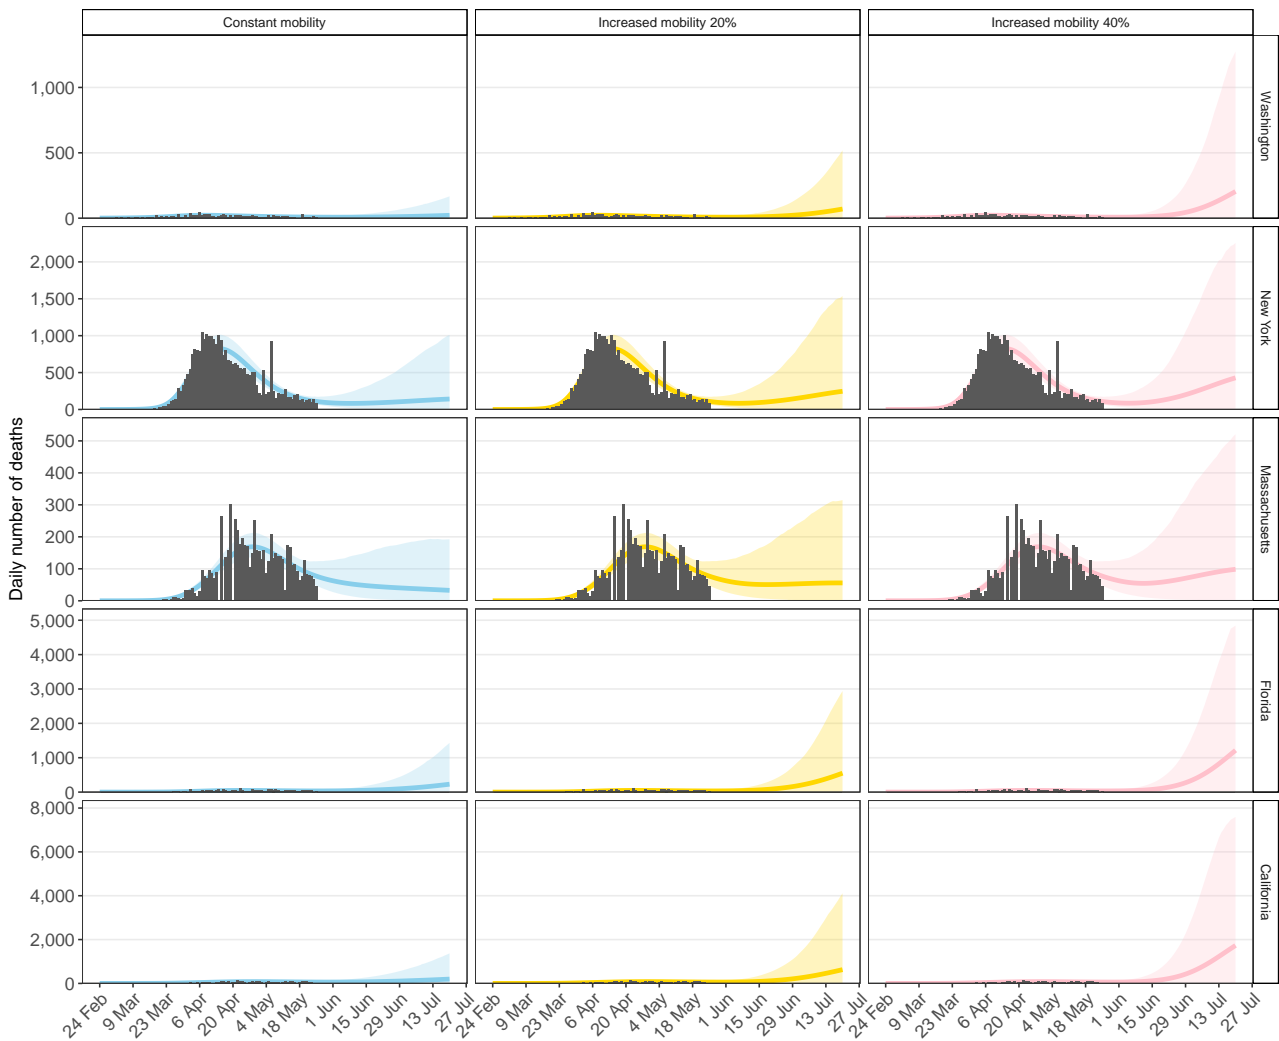 Constant mobility
Increased mobility 20%
Increased mobility 40%
Daily number of deaths
1,000
500
0
Washington
2,000
1,500
1,000
500
0
New York
500
400
300
200
100
0
Massachusetts
5,000
4,000
3,000
2,000
1,000
0
Florida
8,000
6,000
4,000
2,000
0
California
24 Feb
9 Mar
23 Mar
6 Apr
20 Apr
4 May
18 May
1 Jun
15 Jun
29 Jun
13 Jul
27 Jul
24 Feb
9 Mar
23 Mar
6 Apr
20 Apr
4 May
18 May
1 Jun
15 Jun
29 Jun
13 Jul
27 Jul
24 Feb
9 Mar
23 Mar
6 Apr
20 Apr
4 May
18 May
1 Jun
15 Jun
29 Jun
13 Jul
27 Jul